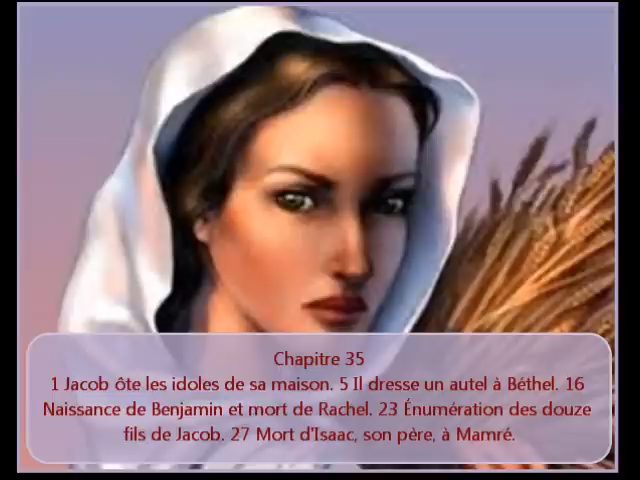 Chapitre 35
1 Jacob ôte les idoles de sa maison. 5 Il dresse un autel à Béthel. 16
Naissance de Benjamin et mort de Rachel. 23 Énumération des douze
fils de Jacob. 27 Mort d'Isaac, son père, à Mamré.